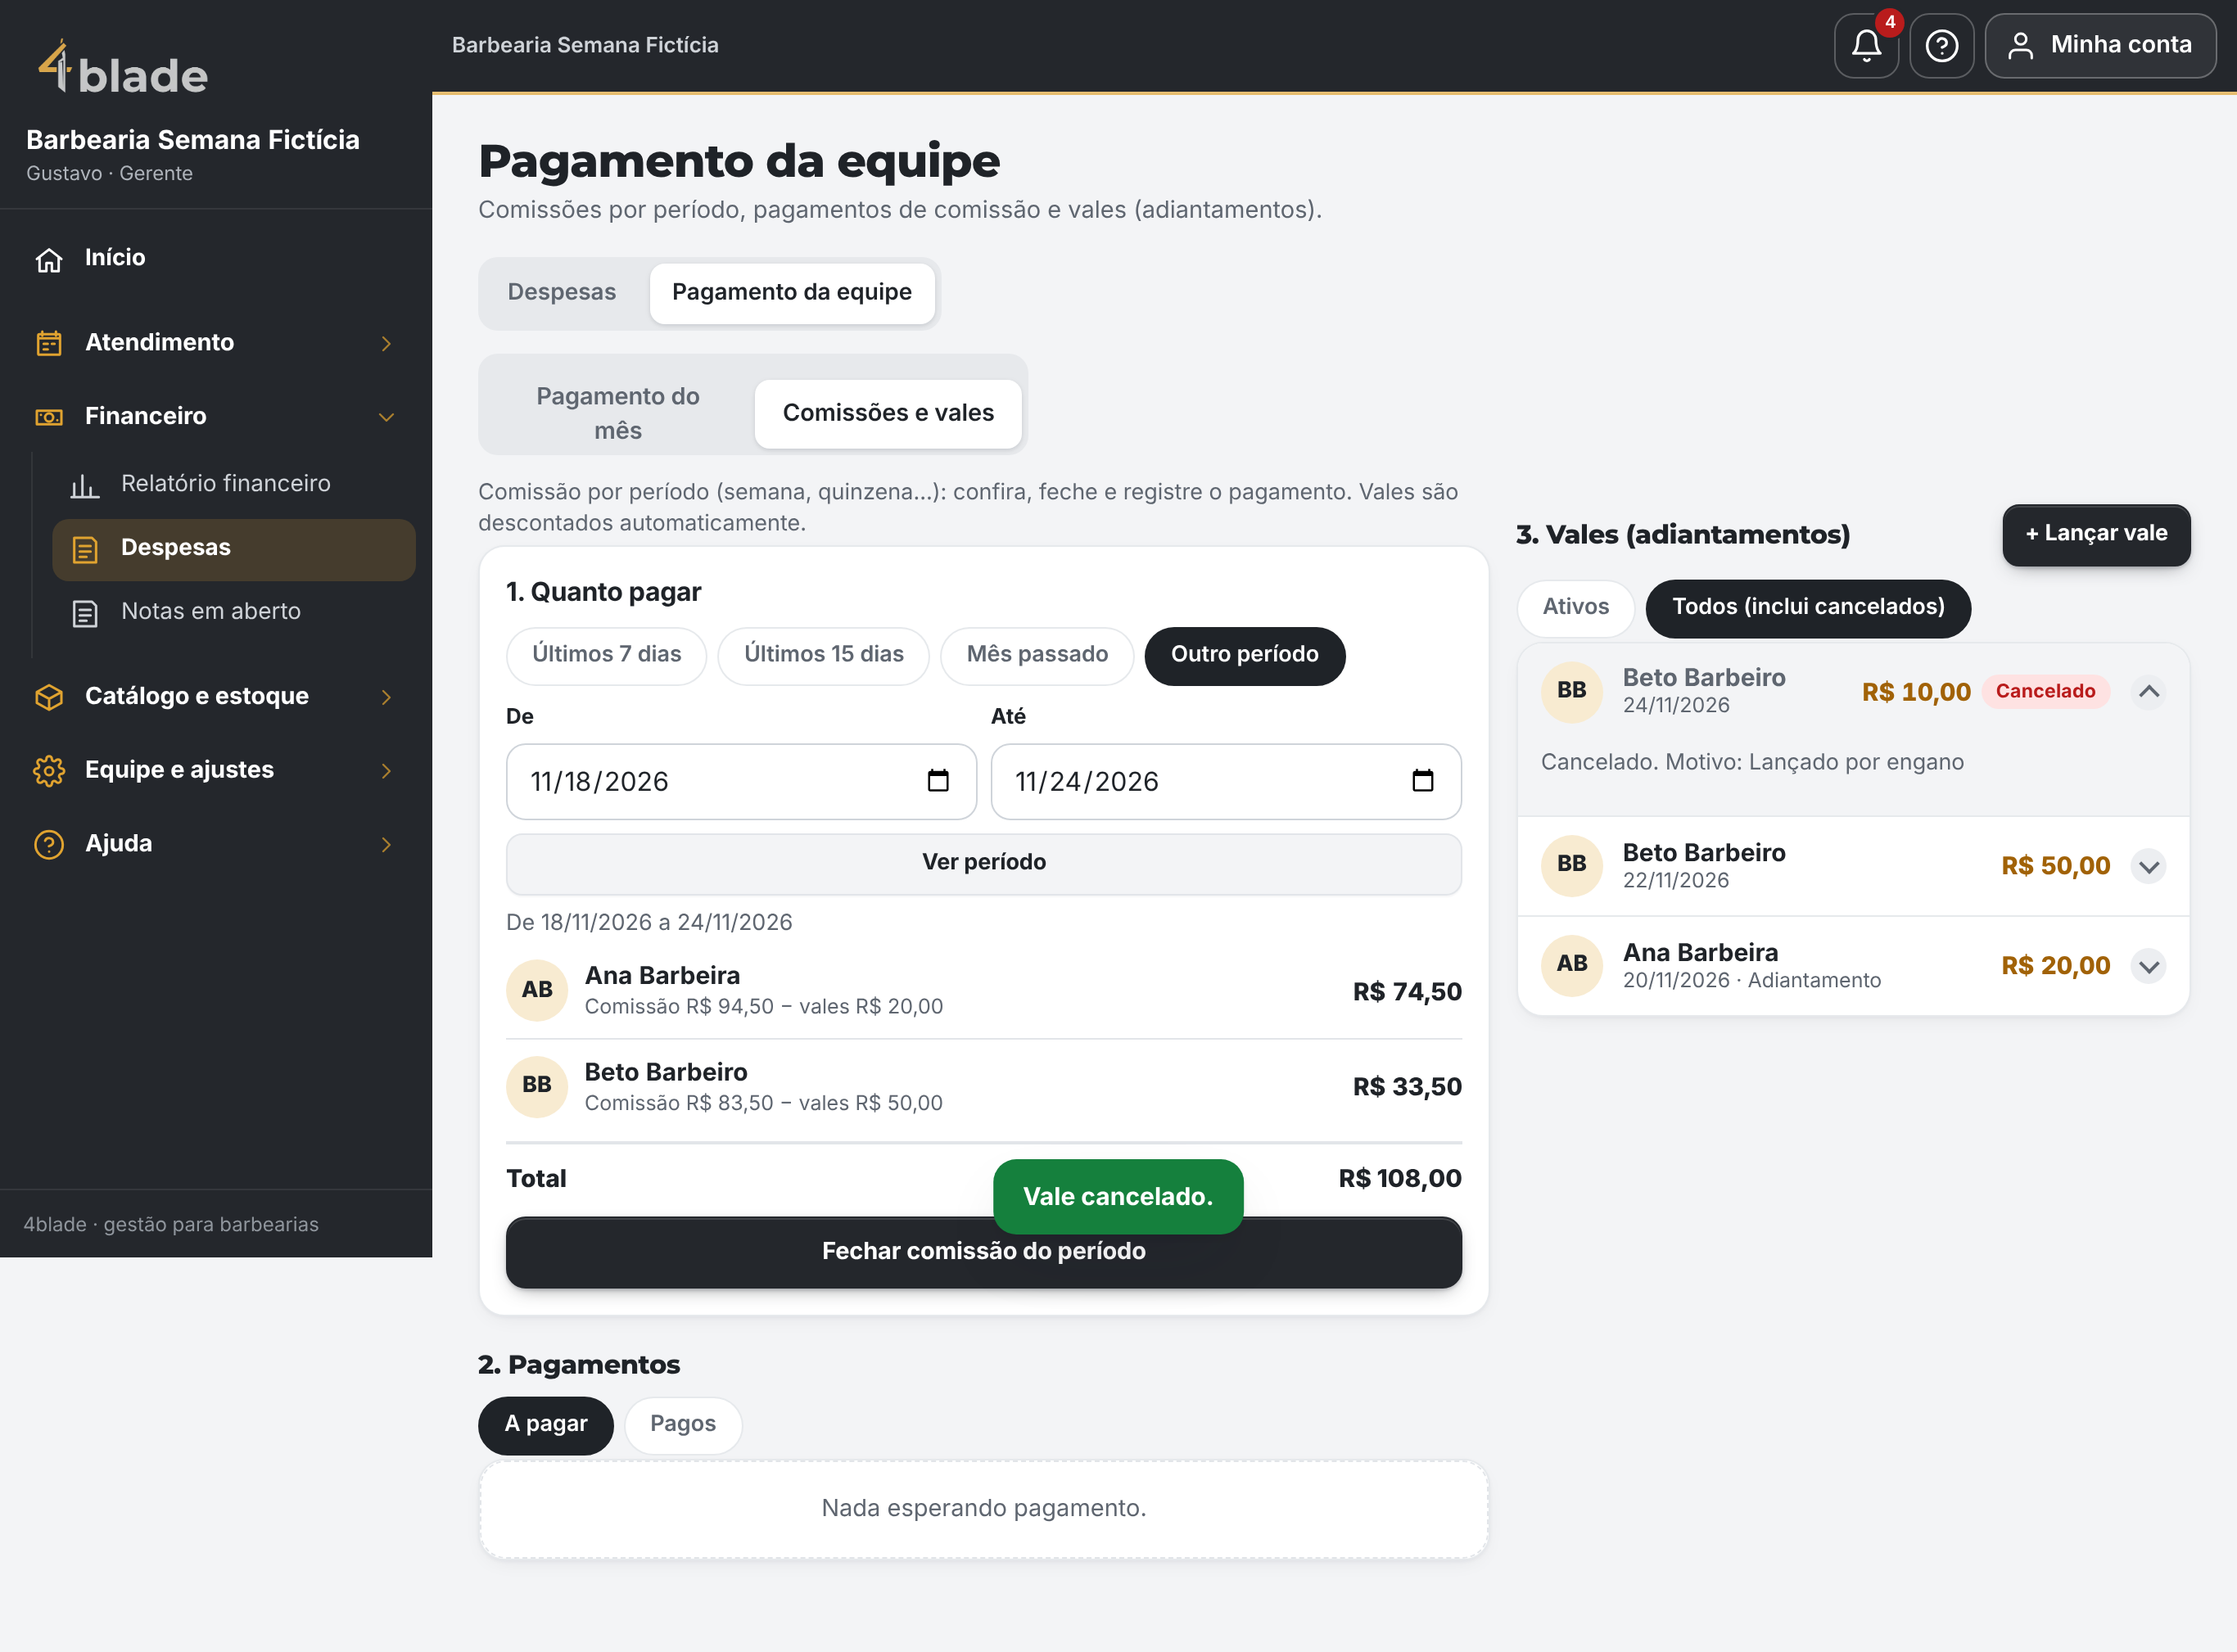 4blade
Barbearia Semana Fictícia
Gustavo · Gerente
Início
Atendimento
Financeiro
Relatório financeiro
Despesas
Notas em aberto
Catálogo e estoque
Equipe e ajustes
Ajuda
4blade · gestão para barbearias
Barbearia Semana Fictícia
4
Minha conta
Pagamento da equipe
Comissões por período, pagamentos de comissão e vales (adiantamentos).
Despesas
Pagamento da equipe
Pagamento do
mês
Comissões e vales
Comissão por período (semana, quinzena...): confira, feche e registre o pagamento. Vales são
descontados automaticamente.
1. Quanto pagar
Últimos 7 dias
Últimos 15 dias
Mês passado
Outro período
De
Até
11/18/2026
11/24/2026
Ver período
De 18/11/2026 a 24/11/2026
AB
Ana Barbeira
Comissão R$ 94,50 − vales R$ 20,00
R$ 74,50
BB
Beto Barbeiro
Comissão R$ 83,50 − vales R$ 50,00
R$ 33,50
Total
R$ 108,00
Vale cancelado.
Fechar comissão do período
2. Pagamentos
A pagar
Pagos
Nada esperando pagamento.
3. Vales (adiantamentos)
+ Lançar vale
Ativos
Todos (inclui cancelados)
BB
Beto Barbeiro
24/11/2026
R$ 10,00
Cancelado
Cancelado. Motivo: Lançado por engano
BB
Beto Barbeiro
22/11/2026
R$ 50,00
AB
Ana Barbeira
20/11/2026 · Adiantamento
R$ 20,00